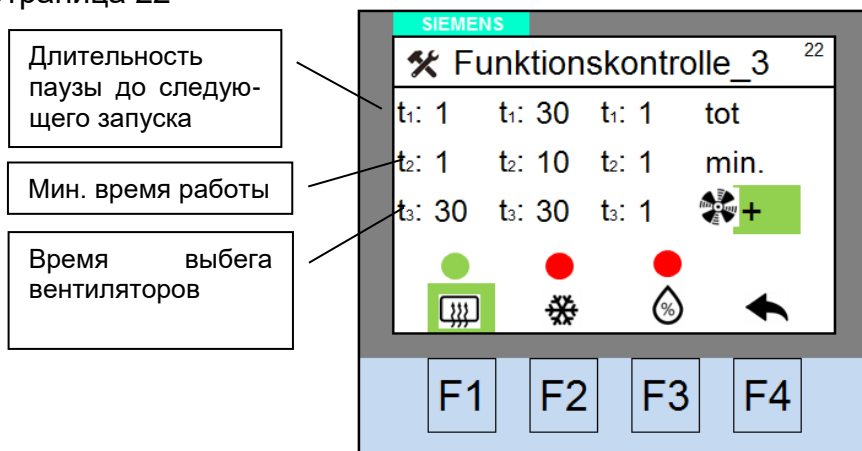 страница 22
Длительность
паузы до следую-
щего запуска
Мин. время работы
Время выбега
вентиляторов
SIEMENS
Funktionskontrolle_3 22
t1: 1 t1: 30 t1: 1 tot
t2: 1 t2: 10 t2: 1 min.
t3: 30 t3: 30 t3: 1 +
%
F1 F2 F3 F4